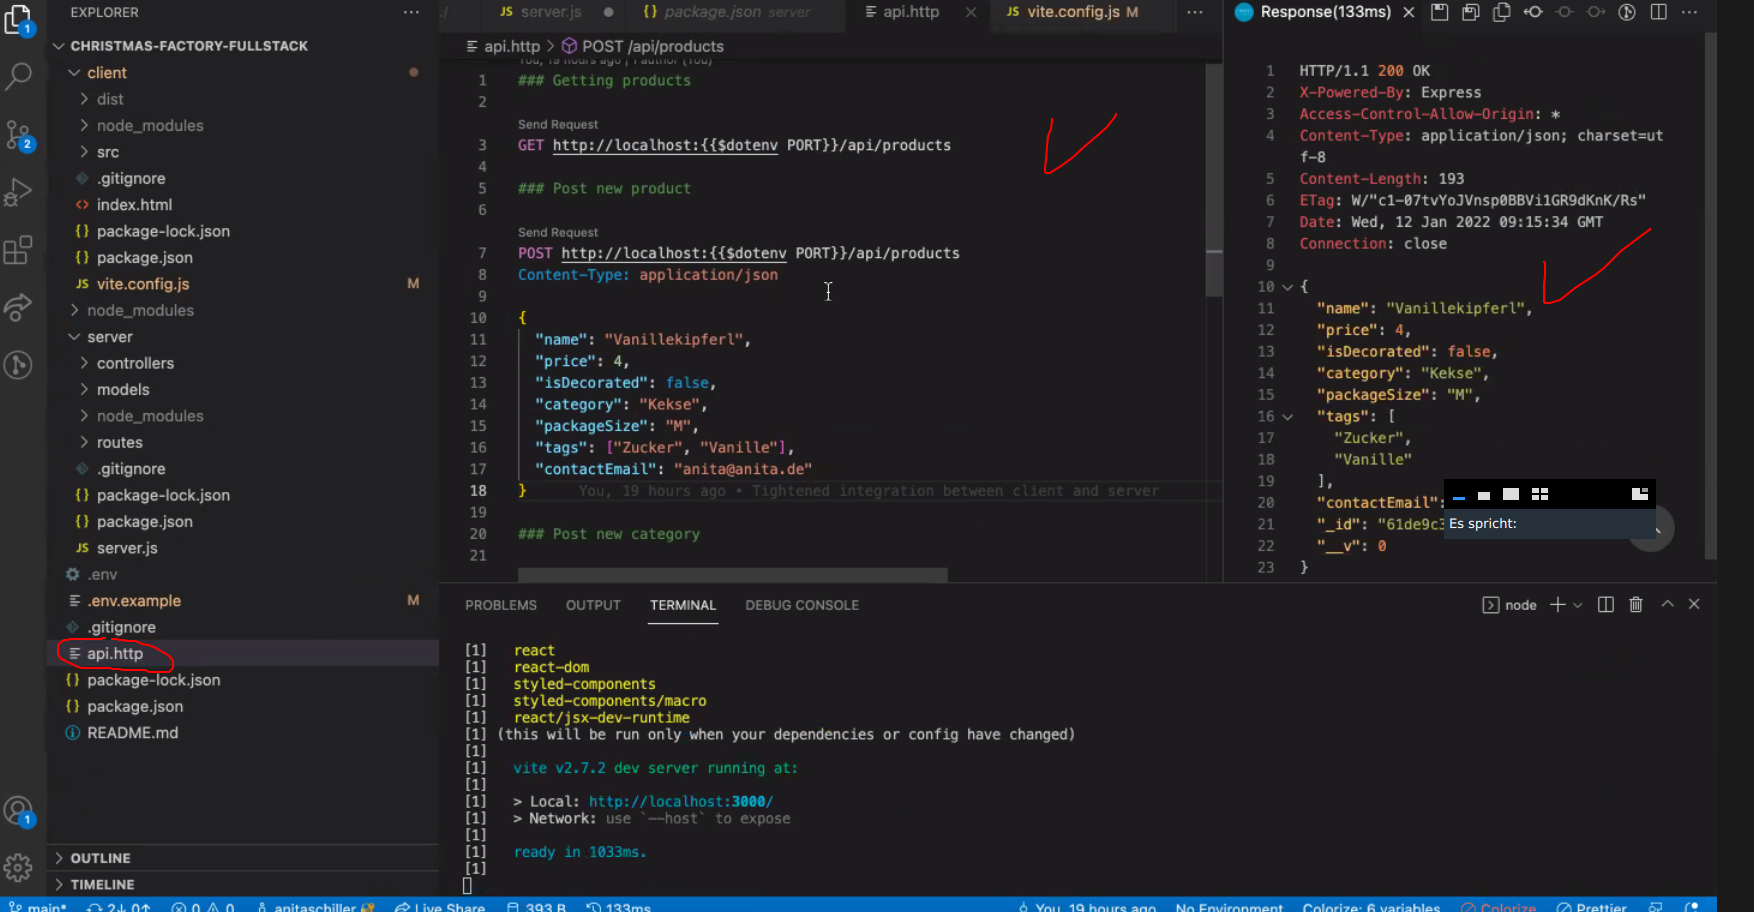 EXPLORER
CHRISTMAS-FACTORY-FULLSTACK
client
dist
node_modules
src
.gitignore
index.html
package-lock.json
package.json
vite.config.js M
node_modules
server
controllers
models
node_modules
routes
.gitignore
package-lock.json
package.json
server.js
.env
.env.example M
.gitignore
api.http
package-lock.json
package.json
README.md
OUTLINE
TIMELINE
1
2
1
JS server.js
{} package.json server
api.http
JS vite.config.js M
api.http > POST /api/products
You, 19 hours ago | 1 author (You)
1 ### Getting products
2
Send Request
3 GET http://localhost:{{$dotenv PORT}}/api/products
4
5 ### Post new product
6
Send Request
7 POST http://localhost:{{$dotenv PORT}}/api/products
8 Content-Type: application/json
9
10 {
11 "name": "Vanillekipferl",
12 "price": 4,
13 "isDecorated": false,
14 "category": "Kekse",
15 "packageSize": "M",
16 "tags": ["Zucker", "Vanille"],
17 "contactEmail": "anita@anita.de"
18 } You, 19 hours ago • Tightened integration between client and server
19
20 ### Post new category
21
Response(133ms)
1 HTTP/1.1 200 OK
2 X-Powered-By: Express
3 Access-Control-Allow-Origin: *
4 Content-Type: application/json; charset=ut
f-8
5 Content-Length: 193
6 ETag: W/"c1-07tvYoJVnsp0BBVi1GR9dKnK/Rs"
7 Date: Wed, 12 Jan 2022 09:15:34 GMT
8 Connection: close
9
10 {
11 "name": "Vanillekipferl",
12 "price": 4,
13 "isDecorated": false,
14 "category": "Kekse",
15 "packageSize": "M",
16 "tags": [
17 "Zucker",
18 "Vanille"
19 ],
20 "contactEmail":
21 "_id": "61de9c3
22 "__v": 0
23 }
Es spricht:
PROBLEMS OUTPUT TERMINAL DEBUG CONSOLE
node
[1] react
[1] react-dom
[1] styled-components
[1] styled-components/macro
[1] react/jsx-dev-runtime
[1] (this will be run only when your dependencies or config have changed)
[1]
[1] vite v2.7.2 dev server running at:
[1]
[1] > Local: http://localhost:3000/
[1] > Network: use `--host` to expose
[1]
[1] ready in 1033ms.
[1]
main* 2↓ 0↑ 0 0 anitaschiller Live Share 393 B 133ms You, 19 hours ago No Environment Colorize: 6 variables Colorize Prettier